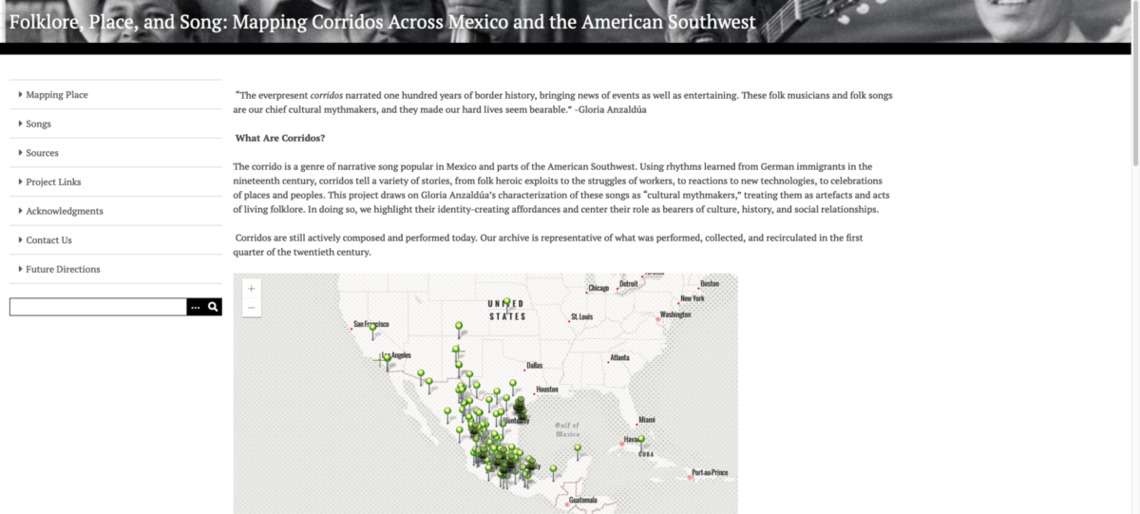 Folklore, Place, and Song: Mapping Corridos Across Mexico and the American Southwest
Mapping Place
Songs
Sources
Project Links
Acknowledgments
Contact Us
Future Directions
...
“The everpresent corridos narrated one hundred years of border history, bringing news of events as well as entertaining. These folk musicians and folk songs
are our chief cultural mythmakers, and they made our hard lives seem bearable.” -Gloria Anzaldúa
What Are Corridos?
The corrido is a genre of narrative song popular in Mexico and parts of the American Southwest. Using rhythms learned from German immigrants in the
nineteenth century, corridos tell a variety of stories, from folk heroic exploits to the struggles of workers, to reactions to new technologies, to celebrations
of places and peoples. This project draws on Gloria Anzaldúa’s characterization of these songs as “cultural mythmakers,” treating them as artefacts and acts
of living folklore. In doing so, we highlight their identity-creating affordances and center their role as bearers of culture, history, and social relationships.
Corridos are still actively composed and performed today. Our archive is representative of what was performed, collected, and recirculated in the first
quarter of the twentieth century.
+
−
Chicago
Detroit
Boston
New York
UNITED
STATES
St. Louis
Washington
San Francisco
Los Angeles
Atlanta
Dallas
Houston
Monterrey
Gulf of
Mexico
Miami
Havana
CUBA
Port-au-Prince
Guatemala